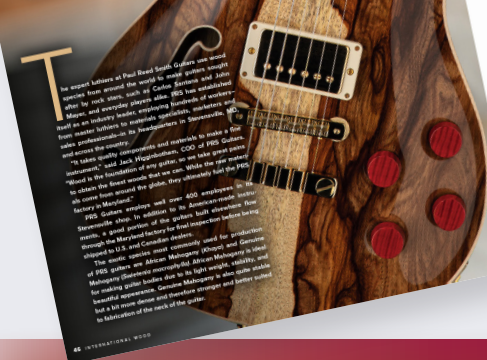 The expert luthiers at Paul Reed Smith Guitars use wood
species from around the world to make guitars sought
after by rock stars, such as Carlos Santana and John
Mayer, and everyday players alike. PRS has established
itself as an industry leader, employing hundreds of workers—
from master luthiers to materials specialists, marketers and
sales professionals—in its headquarters in Stevensville, MD,
and across the country.
"It takes quality components and materials to make a fine
instrument," said Jack Higginbotham, COO of PRS Guitars.
"Wood is the foundation of any guitar, so we take great pains
to obtain the finest woods that we can. While the raw materi-
als come from around the globe, they ultimately fuel the PRS
factory in Maryland."
PRS Guitars employs well over 400 employees in its
Stevensville shop. In addition to its American-made instru-
ments, a good portion of the guitars built elsewhere flow
through the Maryland factory for final inspection before being
shipped to U.S. and Canadian dealers.
The exotic species most commonly used for production
of PRS guitars are African Mahogany (Khaya) and Genuine
Mahogany (Swietenia macrophylla). African Mahogany is ideal
for making guitar bodies due to its light weight, stability, and
beautiful appearance. Genuine Mahogany is also quite stable
but a bit more dense and therefore stronger and better suited
to fabrication of the neck of the guitar.
46 INTERNATIONAL WOOD